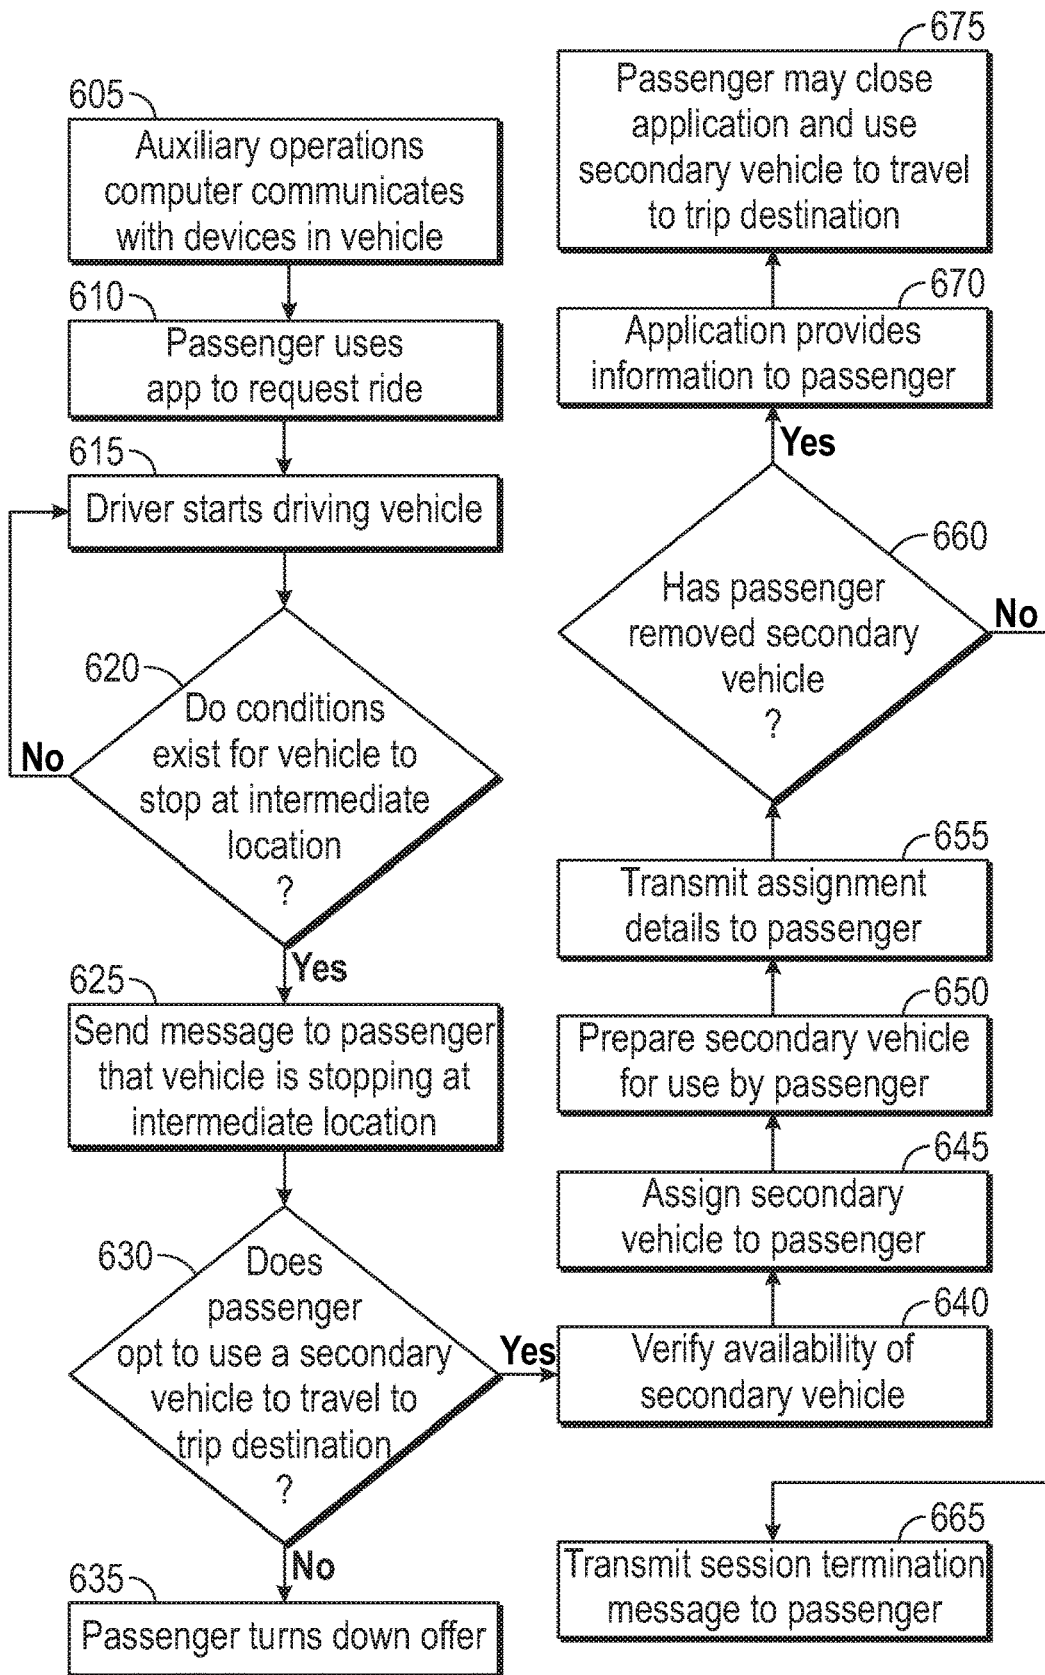 605
Auxiliary operations
computer communicates
with devices in vehicle
610
Passenger uses
app to request ride
615
Driver starts driving vehicle
620
Do conditions
exist for vehicle to
stop at intermediate
location
?
No
Yes
625
Send message to passenger
that vehicle is stopping at
intermediate location
630
Does
passenger
opt to use a secondary
vehicle to travel to
trip destination
?
Yes
No
635
Passenger turns down offer
640
Verify availability of
secondary vehicle
645
Assign secondary
vehicle to passenger
650
Prepare secondary vehicle
for use by passenger
655
Transmit assignment
details to passenger
660
Has passenger
removed secondary
vehicle
?
No
Yes
665
Transmit session termination
message to passenger
670
Application provides
information to passenger
675
Passenger may close
application and use
secondary vehicle to travel
to trip destination